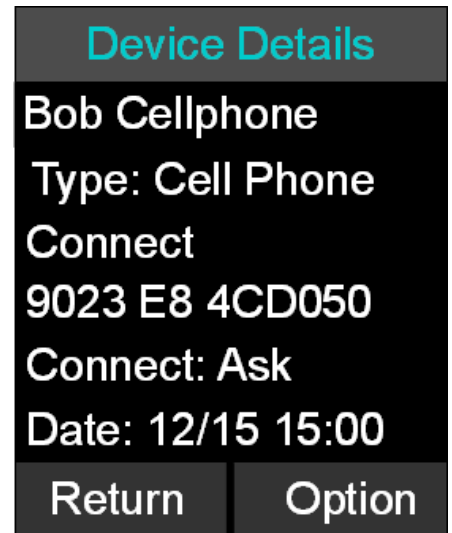 Device Details
Bob Cellphone
Type: Cell Phone
Connect
9023 E8 4CD050
Connect: Ask
Date: 12/15 15:00
Return Option